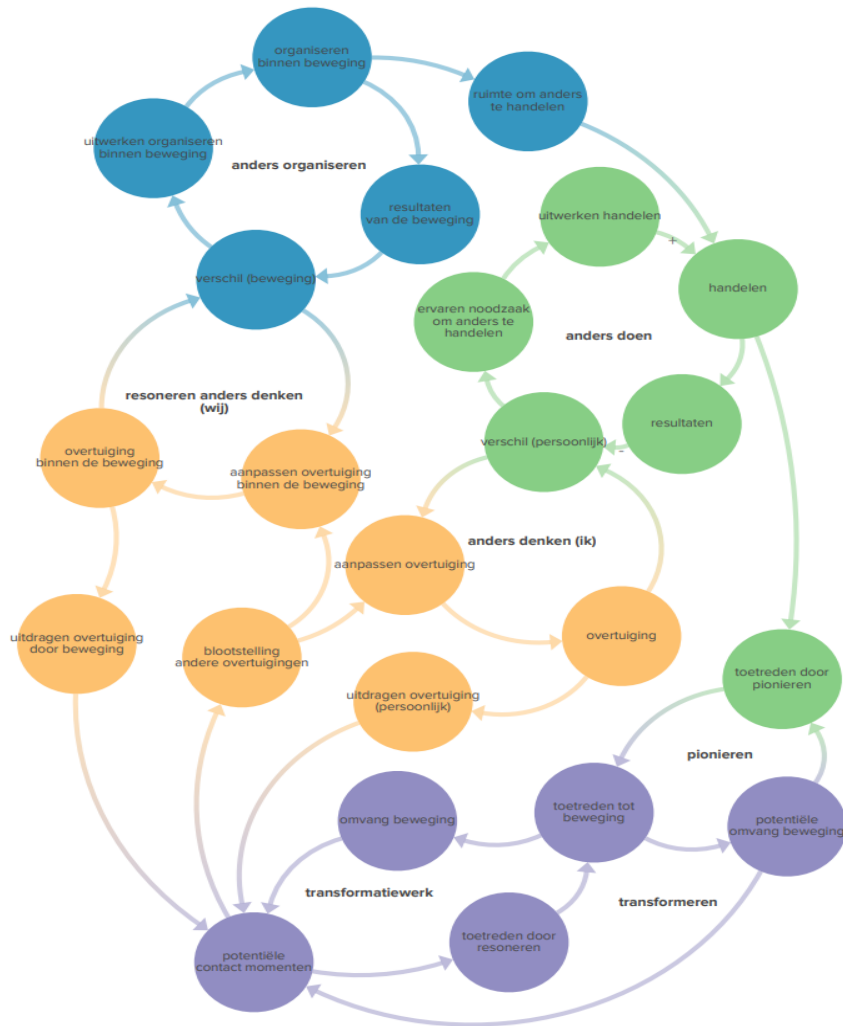 organiseren
binnen beweging
ruimte om anders
te handelen
uitwerken organiseren
binnen beweging
anders organiseren
resultaten
van de beweging
uitwerken handelen
+
verschil (beweging)
handelen
ervaren noodzaak
om anders te
handelen
anders doen
resoneren anders denken
(wij)
verschil (persoonlijk)
-
resultaten
overtuiging
binnen de beweging
aanpassen overtuiging
binnen de beweging
anders denken (ik)
aanpassen overtuiging
uitdragen overtuiging
door beweging
blootstelling
andere overtuigingen
overtuiging
uitdragen overtuiging
(persoonlijk)
toetreden door
pionieren
pionieren
omvang beweging
toetreden tot
beweging
potentiële
omvang beweging
transformatiewerk
transformeren
toetreden door
resoneren
potentiële
contact momenten